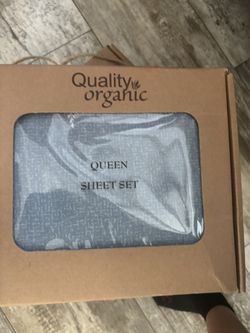 Quality
organic
QUEEN
SHEET SET